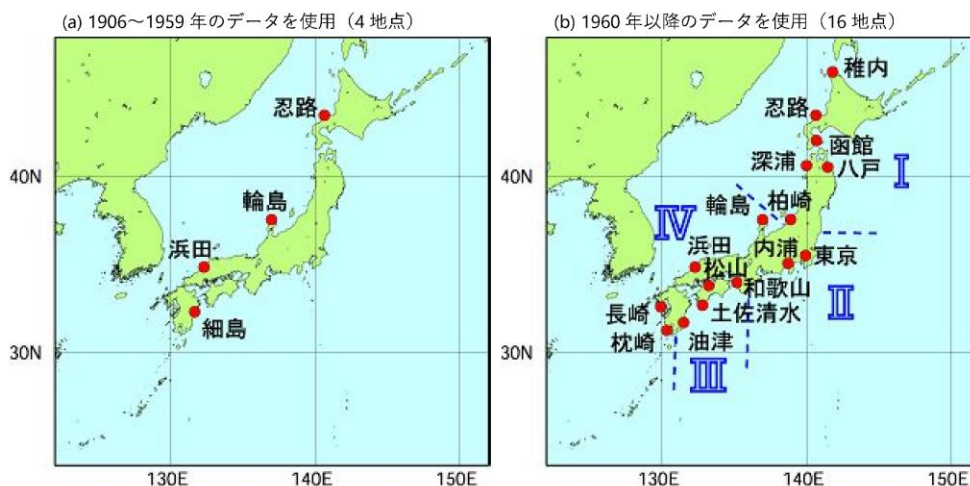 (a) 1906～1959 年のデータを使用（4 地点）
忍路
40N
輪島
浜田
細島
30N
130E
140E
150E
(b) 1960 年以降のデータを使用（16 地点）
稚内
忍路
函館
深浦
八戸
I
40N
輪島
柏崎
IV
浜田
内浦
東京
松山
和歌山
II
長崎
土佐清水
枕崎
油津
30N
III
130E
140E
150E